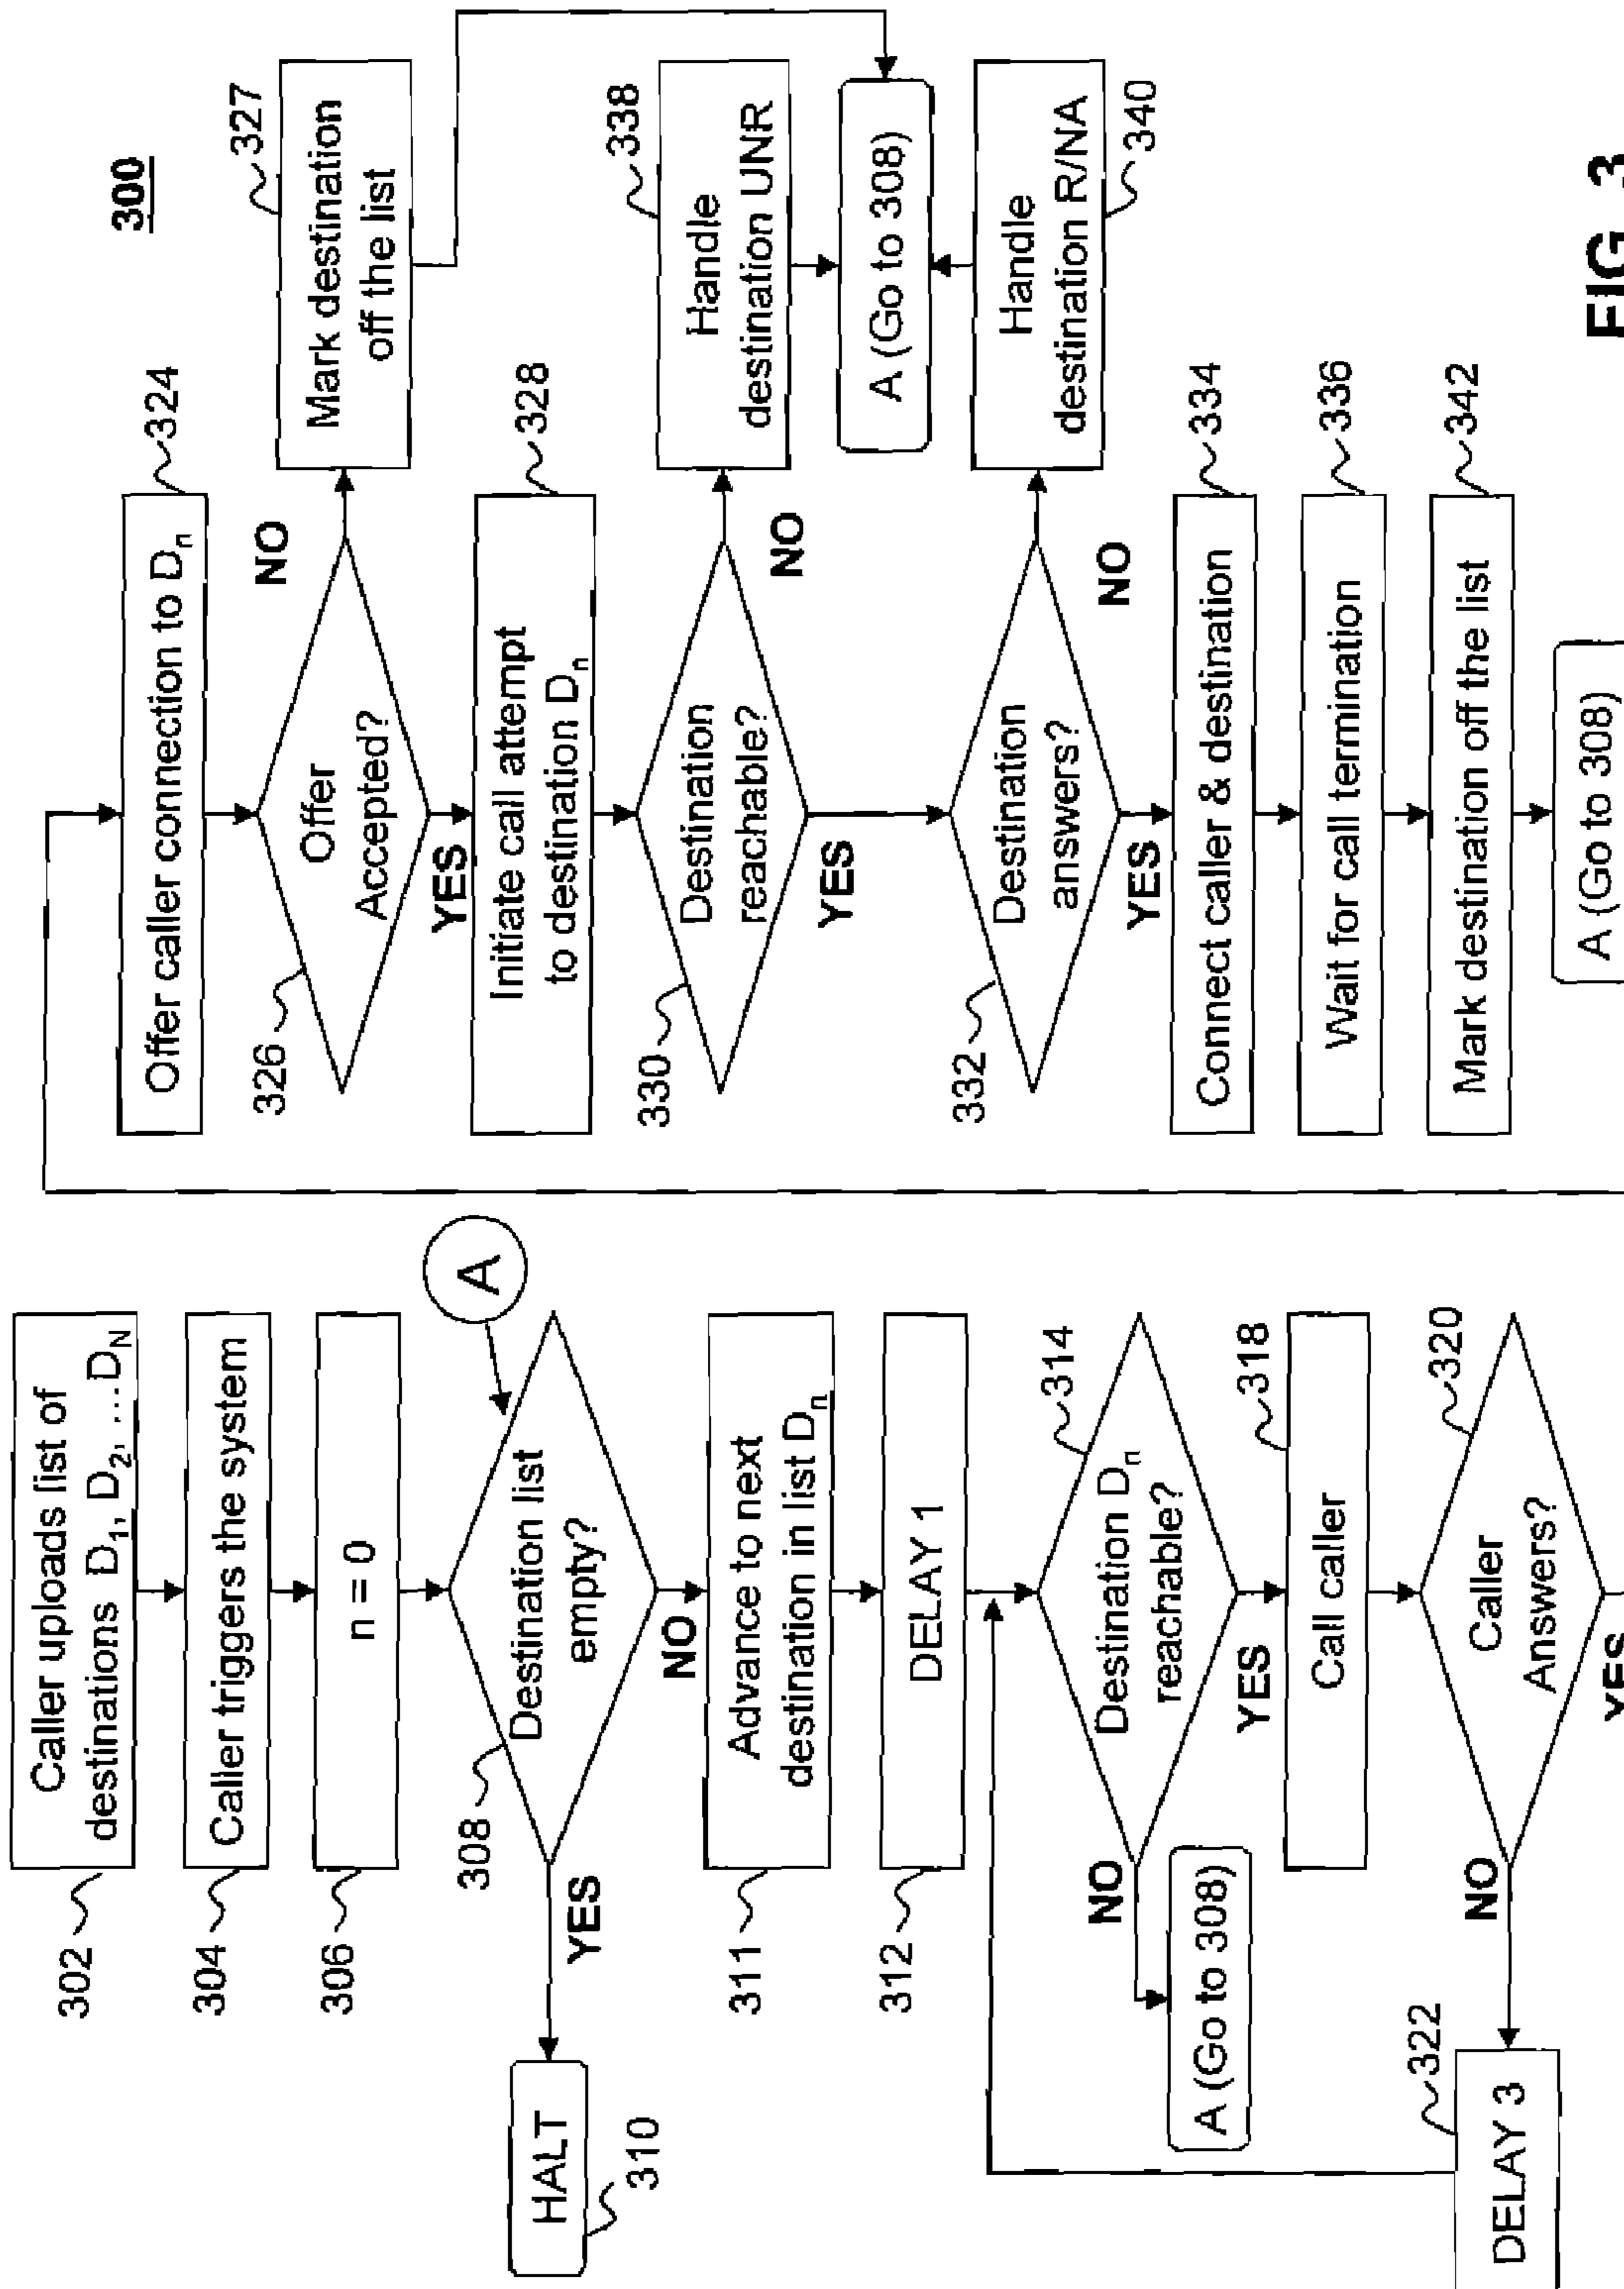 300
302
Caller uploads list of
destinations D1, D2, ...DN
304
Caller triggers the system
306
n = 0
A
308
Destination list
empty?
YES
HALT
310
NO
311
Advance to next
destination in list Dn
312
DELAY 1
314
Destination Dn
reachable?
NO
A (Go to 308)
YES
318
Call caller
320
Caller
Answers?
NO
322
DELAY 3
YES
324
Offer caller connection to Dn
326
Offer
Accepted?
NO
327
Mark destination
off the list
YES
Initiate call attempt
to destination Dn
328
330
Destination
reachable?
NO
338
Handle
destination UNR
A (Go to 308)
YES
332
Destination
answers?
NO
Handle
destination R/NA
340
YES
Connect caller & destination
334
Wait for call termination
336
Mark destination off the list
342
A (Go to 308)
FIG. 3